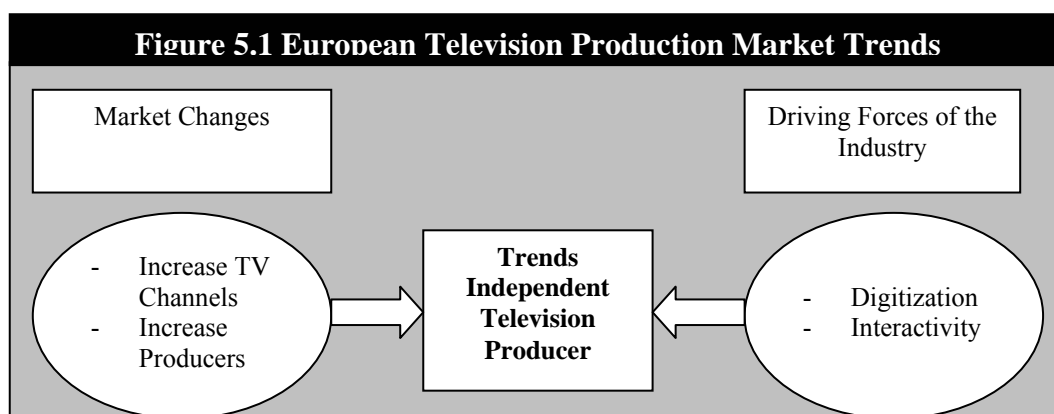 Figure 5.1 European Television Production Market Trends
Market Changes
Driving Forces of the
Industry
- Increase TV
Channels
- Increase
Producers
Trends
Independent
Television
Producer
- Digitization
- Interactivity